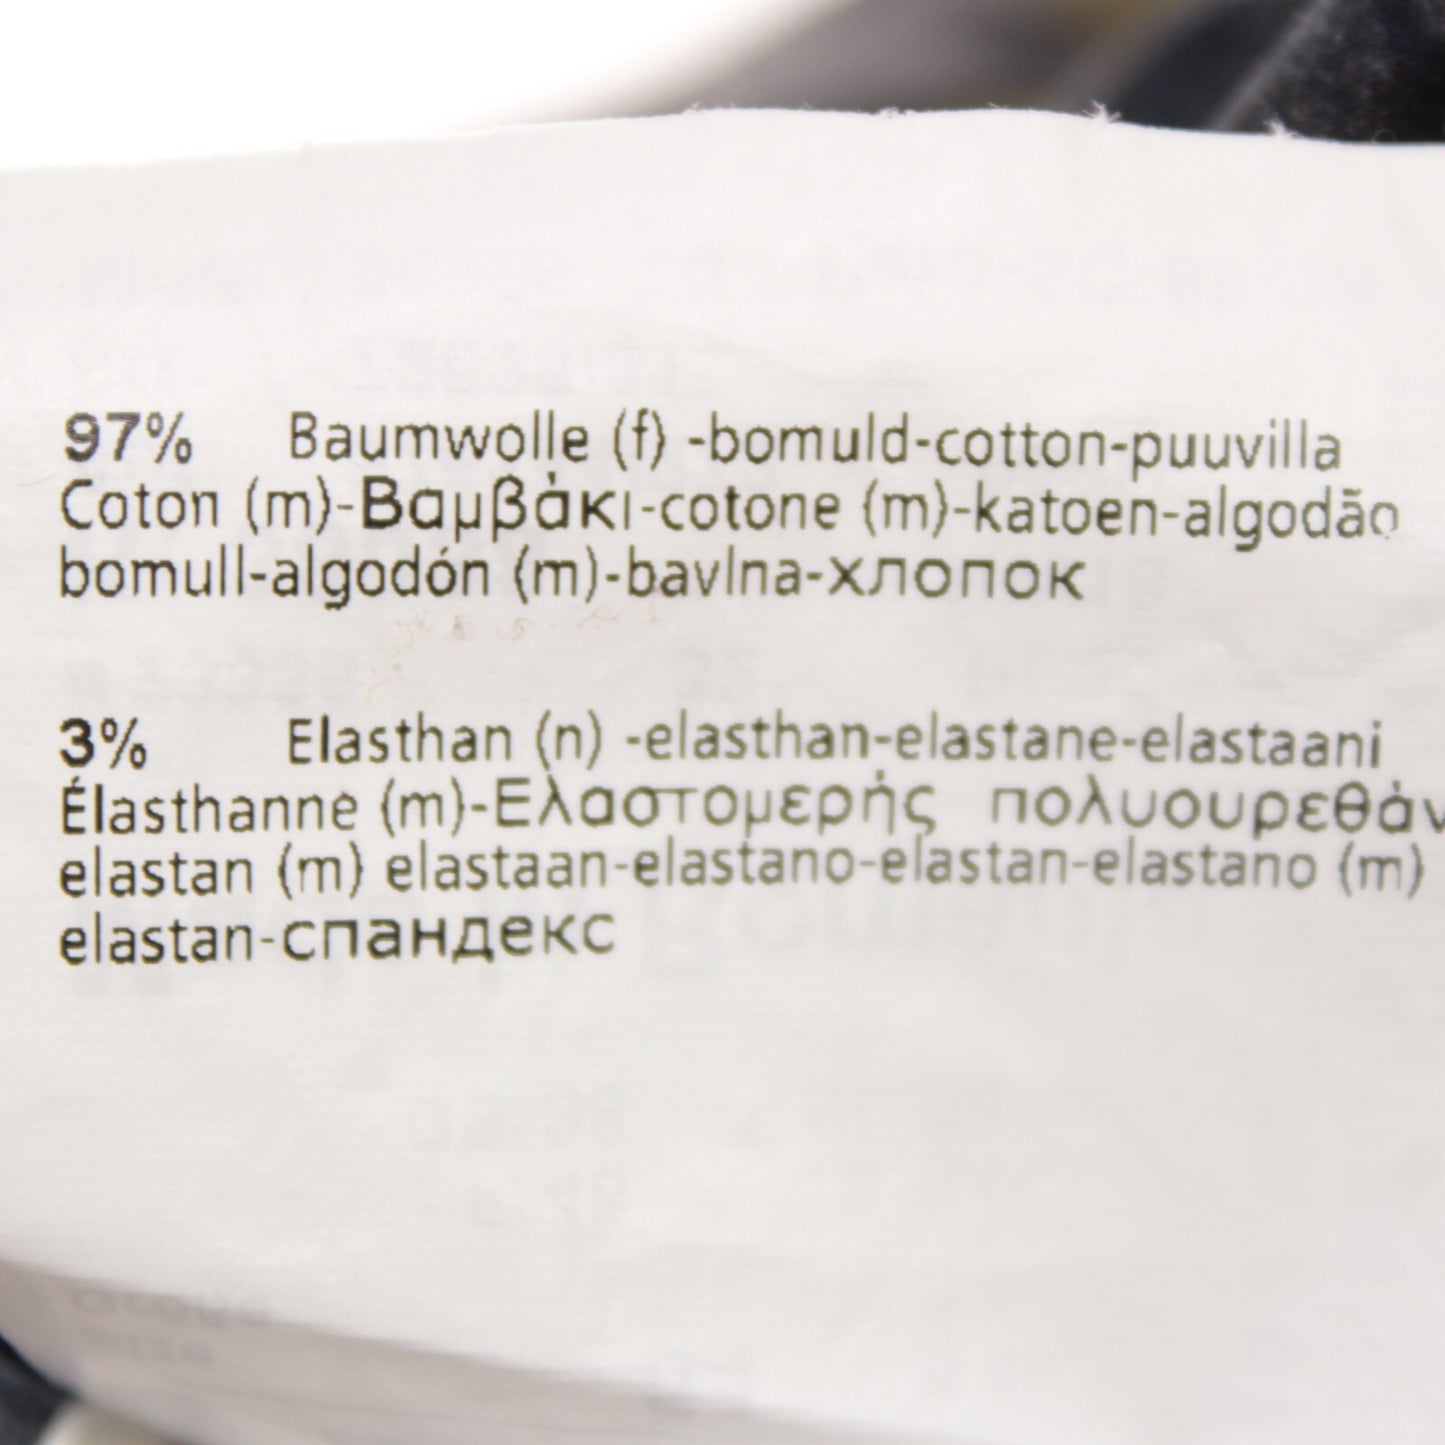 97% Baumwolle (f) -bomuld-cotton-puuvilla
Coton (m)-Βαμβάκι-cotone (m)-katoen-algodão
bomull-algodón (m)-bavlna-хлопок
3% Elasthan (n) -elasthan-elastane-elastaani
Élasthanne (m)-Ελαστομερής πολυουρεθάν
elastan (m) elastaan-elastano-elastan-elastano (m)
elastan-спандекс